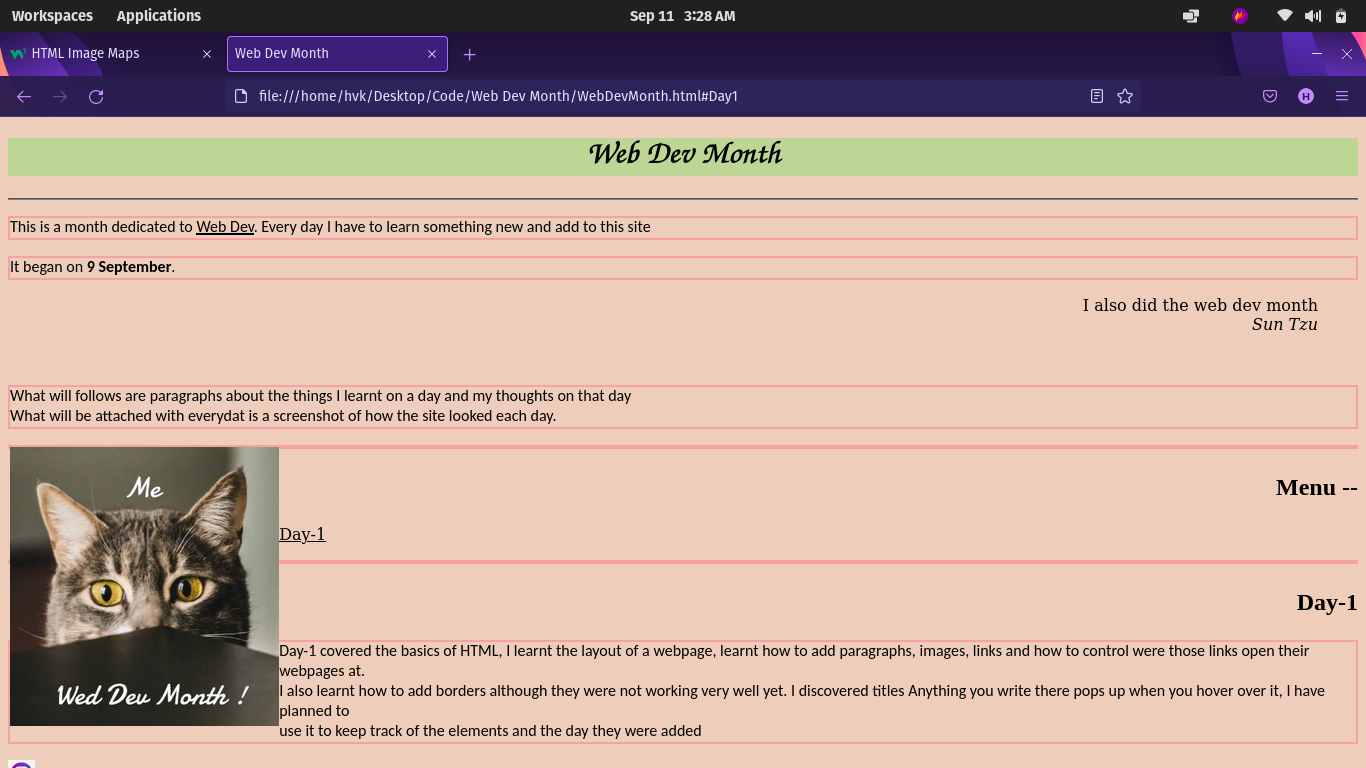 Workspaces Applications Sep 11 3:28 AM
HTML Image Maps Web Dev Month
file:///home/hvk/Desktop/Code/Web Dev Month/WebDevMonth.html#Day1 H
Web Dev Month
This is a month dedicated to Web Dev. Every day I have to learn something new and add to this site
It began on 9 September.
I also did the web dev month
Sun Tzu
What will follows are paragraphs about the things I learnt on a day and my thoughts on that day
What will be attached with everydat is a screenshot of how the site looked each day.
Me
Wed Dev Month !
Menu --
Day-1
Day-1
Day-1 covered the basics of HTML, I learnt the layout of a webpage, learnt how to add paragraphs, images, links and how to control were those links open their
webpages at.
I also learnt how to add borders although they were not working very well yet. I discovered titles Anything you write there pops up when you hover over it, I have
planned to
use it to keep track of the elements and the day they were added